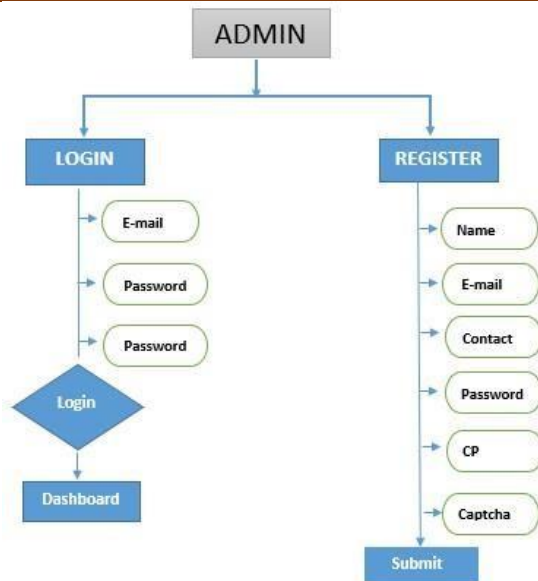 ADMIN
LOGIN
E-mail
Password
Password
Login
Dashboard
REGISTER
Name
E-mail
Contact
Password
CP
Captcha
Submit